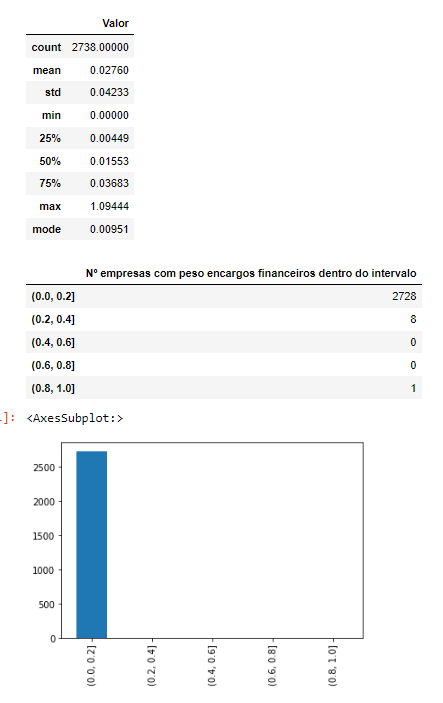 Valor
count 2738.00000
mean 0.02760
std 0.04233
min 0.00000
25% 0.00449
50% 0.01553
75% 0.03683
max 1.09444
mode 0.00951
Nº empresas com peso encargos financeiros dentro do intervalo
(0.0, 0.2] 2728
(0.2, 0.4] 8
(0.4, 0.6] 0
(0.6, 0.8] 0
(0.8, 1.0] 1
]: <AxesSubplot:>
2500
2000
1500
1000
500
0
(0.0, 0.2]
(0.2, 0.4]
(0.4, 0.6]
(0.6, 0.8]
(0.8, 1.0]